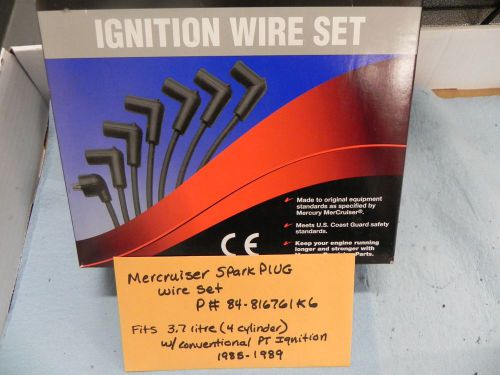 IGNITION WIRE SET
Made to original equipment
standards as specified by
Mercury MerCruiser®.
Meets U.S. Coast Guard safety
standards.
Keep your engine running
longer and stronger with
Parts.
CE
Mercruiser Spark PLUG
wire set
P# 84-816761K6
Fits 3.7 litre (4 cylinder)
w/ conventional PT Ignition
1985-1989